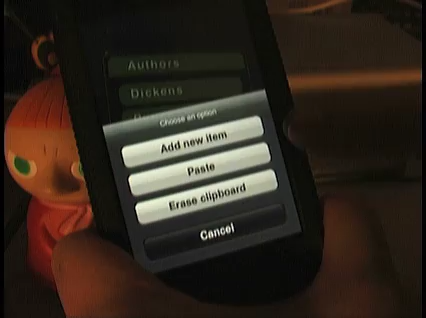 Authors
Dickens
Choose an option
Add new item
Paste
Erase clipboard
Cancel